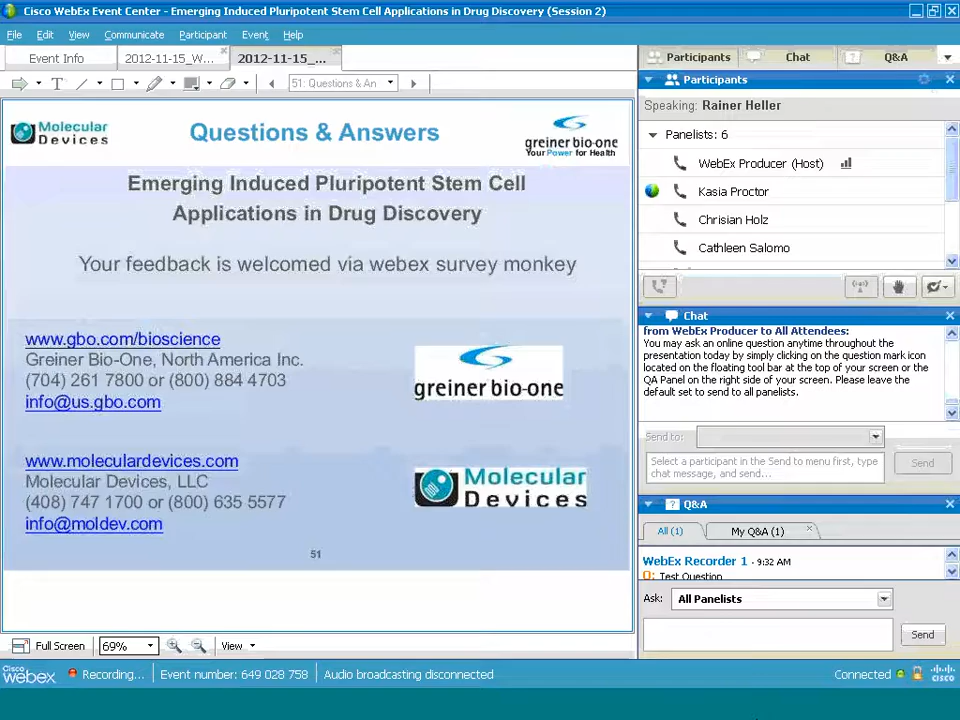 Cisco WebEx Event Center - Emerging Induced Pluripotent Stem Cell Applications in Drug Discovery (Session 2)
File Edit View Communicate Participant Event Help
Event Info 2012-11-15_W... 2012-11-15_...
Participants Chat Q&A
51: Questions & An
Participants
Speaking: Rainer Heller
Panelists: 6
WebEx Producer (Host)
Kasia Proctor
Chrisian Holz
Cathleen Salomo
Molecular
Devices
Questions & Answers
greiner bio-one
Your Power for Health
Emerging Induced Pluripotent Stem Cell
Applications in Drug Discovery
Your feedback is welcomed via webex survey monkey
www.gbo.com/bioscience
Greiner Bio-One, North America Inc.
(704) 261 7800 or (800) 884 4703
info@us.gbo.com
greiner bio-one
www.moleculardevices.com
Molecular Devices, LLC
(408) 747 1700 or (800) 635 5577
info@moldev.com
Molecular
Devices
51
Chat
from WebEx Producer to All Attendees:
You may ask an online question anytime throughout the
presentation today by simply clicking on the question mark icon
located on the floating tool bar at the top of your screen or the
QA Panel on the right side of your screen. Please leave the
default set to send to all panelists.
Send to:
Select a participant in the Send to menu first, type
chat message, and send...
Send
Q&A
All (1) My Q&A (1)
WebEx Recorder 1 - 9:32 AM
Q: Test Question
Ask: All Panelists
Send
Full Screen 69% View
Cisco webex Recording... Event number: 649 028 758 Audio broadcasting disconnected Connected CISCO